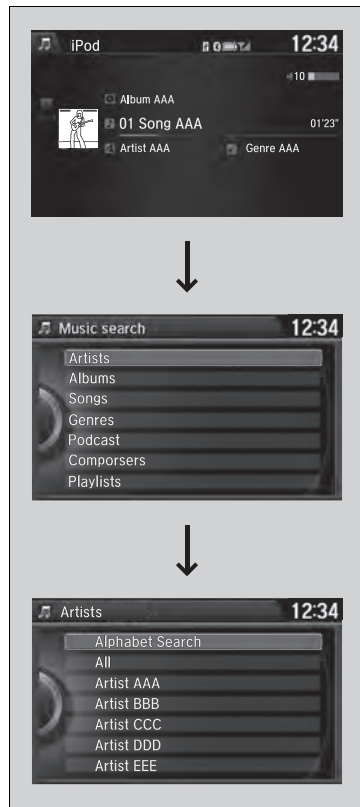 iPod 12:34
10
Album AAA
01 Song AAA 01'23"
Artist AAA Genre AAA
Music search 12:34
Artists
Albums
Songs
Genres
Podcast
Comporsers
Playlists
Artists 12:34
Alphabet Search
All
Artist AAA
Artist BBB
Artist CCC
Artist DDD
Artist EEE